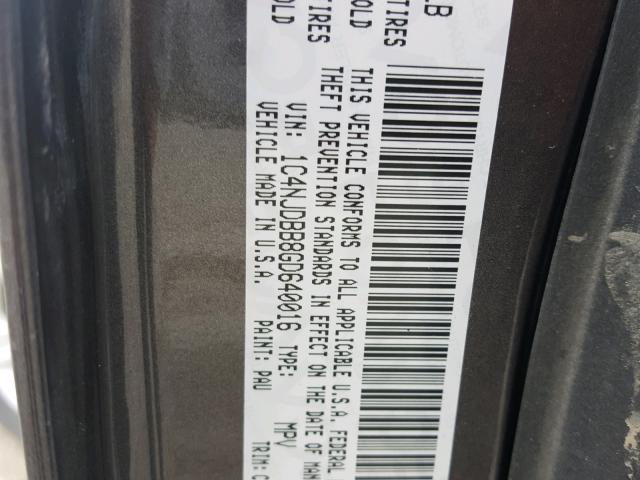 LB
TIRES
OLD
TIRES
OLD
THIS VEHICLE CONFORMS TO ALL APPLICABLE U.S.A. FEDERAL
THEFT PREVENTION STANDARDS IN EFFECT ON THE DATE OF MAN
VIN: 1C4NJDBB8GD640016 TYPE: MPV
VEHICLE MADE IN U.S.A. PAINT: PAU TRIM: C